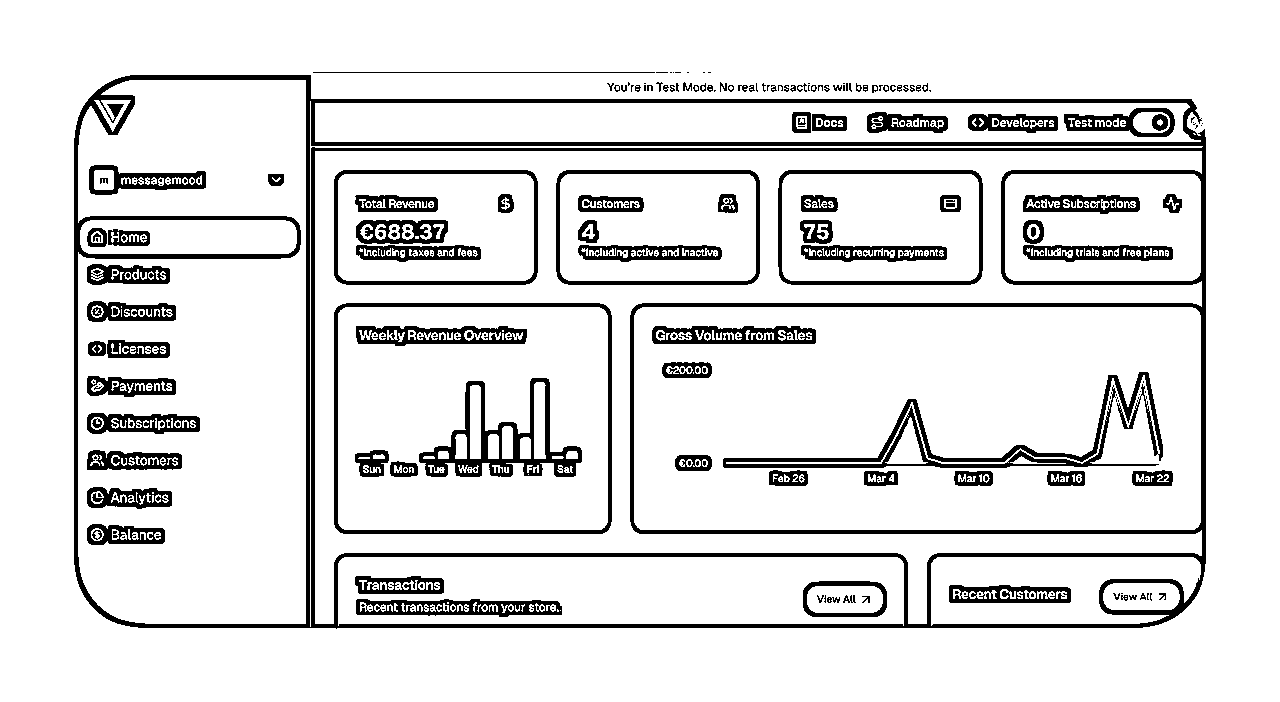 You're in Test Mode. No real transactions will be processed.
Docs
Roadmap
Developers
Test mode
m
messagemood
Home
Products
Discounts
Licenses
Payments
Subscriptions
Customers
Analytics
Balance
Total Revenue
€688.37
*Including taxes and fees
Customers
4
*Including active and inactive
Sales
75
*Including recurring payments
Active Subscriptions
0
*Including trials and free plans
Weekly Revenue Overview
Sun Mon Tue Wed Thu Fri Sat
Gross Volume from Sales
€200.00
€0.00
Feb 26 Mar 4 Mar 10 Mar 16 Mar 22
Transactions
Recent transactions from your store.
View All
Recent Customers
View All